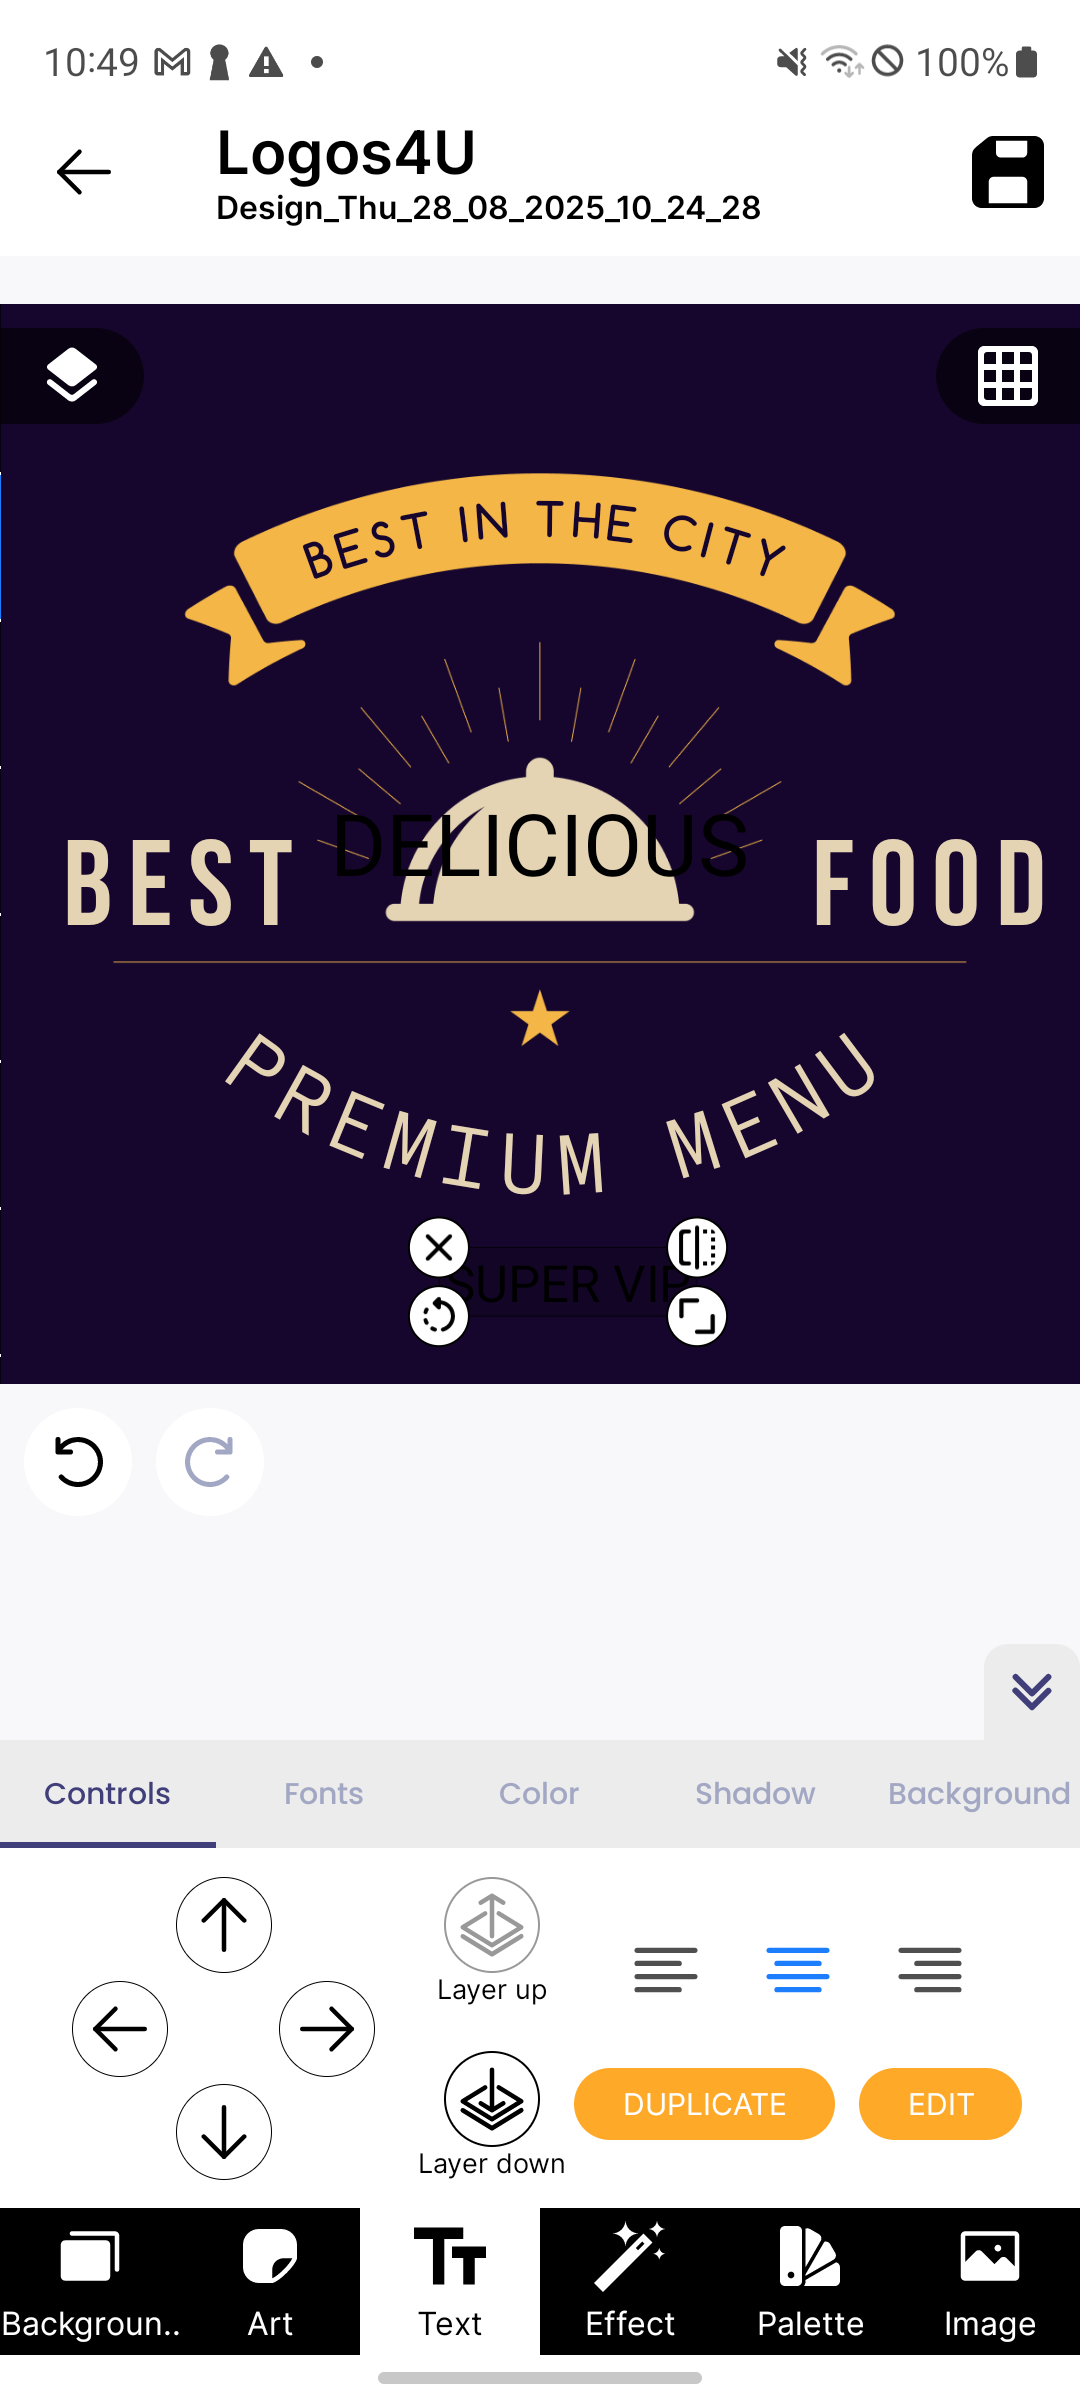 10:49
100%
Logos4U
Design_Thu_28_08_2025_10_24_28
BEST IN THE CITY
DELICIOUS
BEST FOOD
PREMIUM MENU
SUPER VIP
Controls Fonts Color Shadow Background
Layer up
Layer down
DUPLICATE EDIT
Backgroun.. Art Text Effect Palette Image